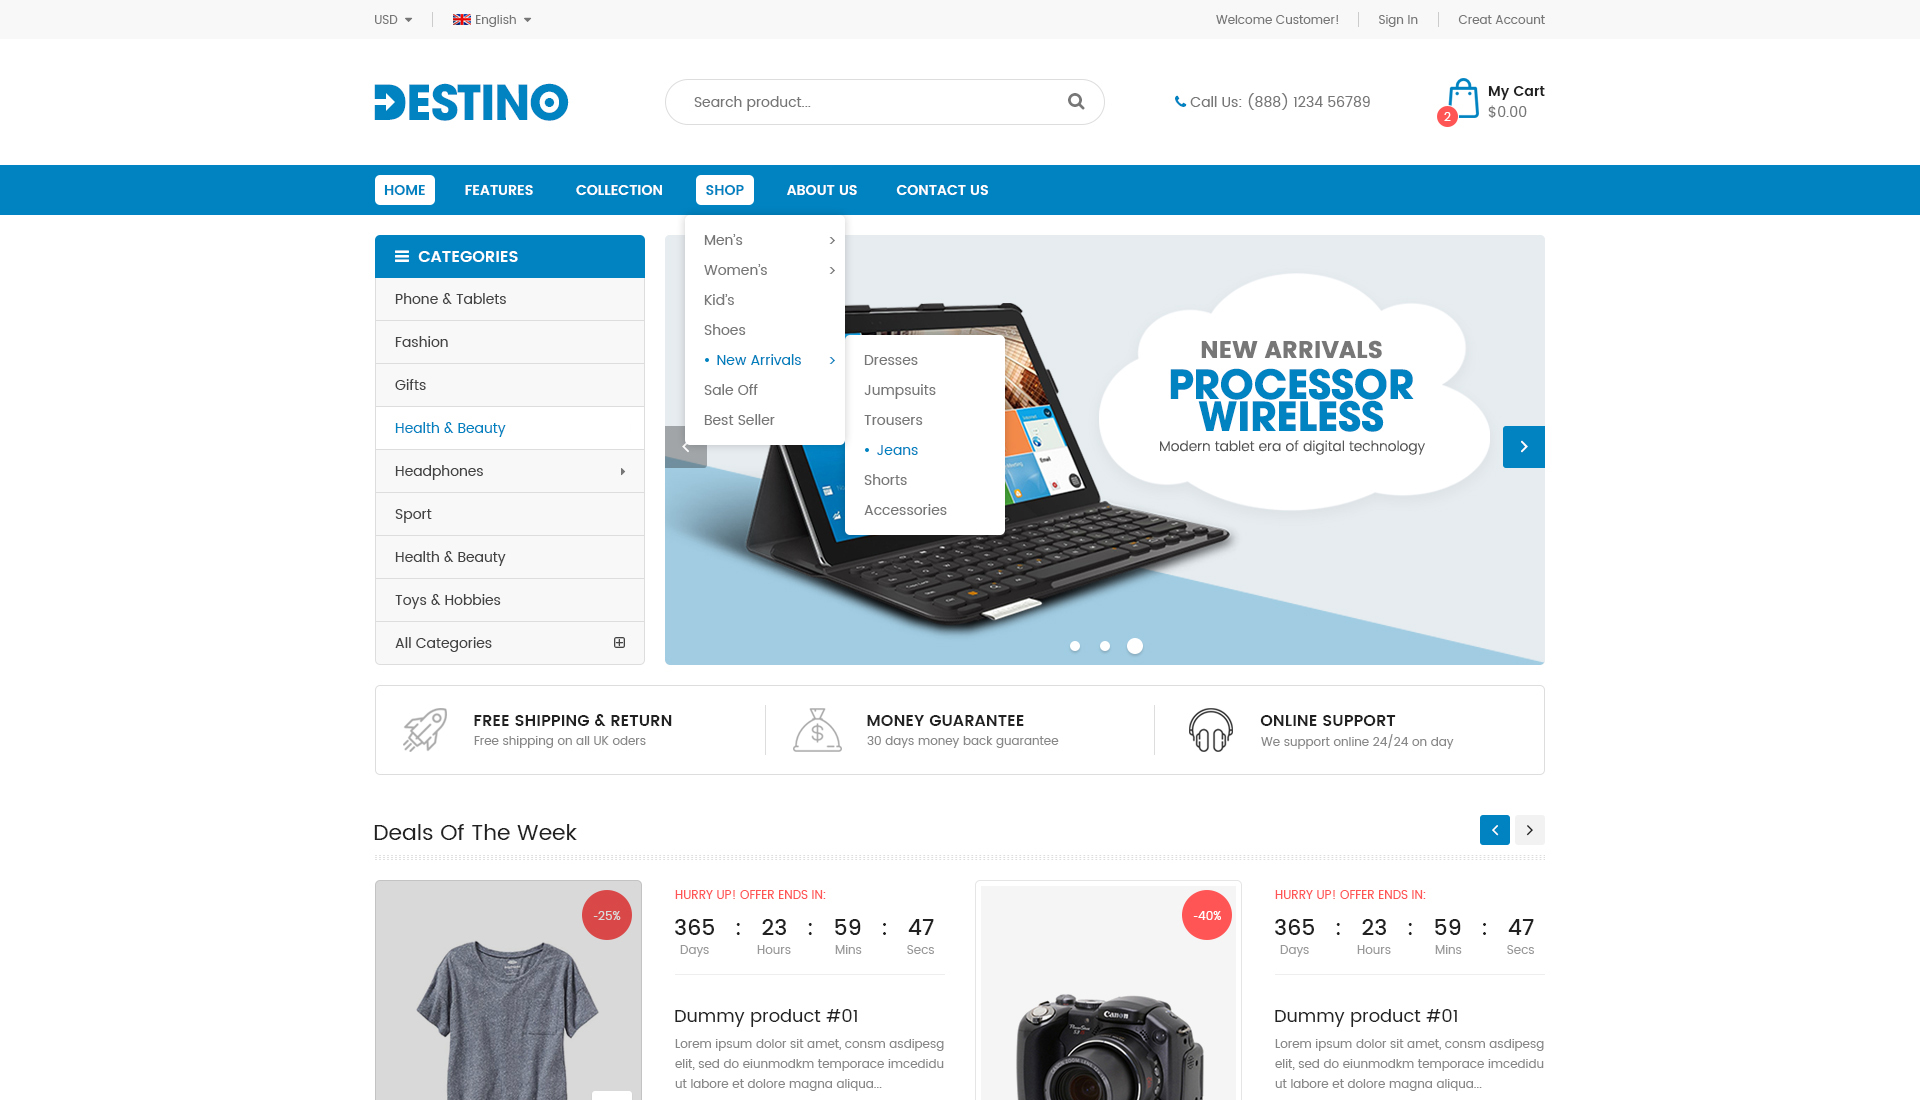 USD
English
Welcome Customer!
Sign In
Creat Account
DESTINO
Search product...
Call Us: (888) 1234 56789
My Cart
$0.00
2
HOME
FEATURES
COLLECTION
SHOP
ABOUT US
CONTACT US
Men's >
Women's >
Kid's
Shoes
• New Arrivals >
Sale Off
Best Seller
Dresses
Jumpsuits
Trousers
• Jeans
Shorts
Accessories
CATEGORIES
Phone & Tablets
Fashion
Gifts
Health & Beauty
Headphones
Sport
Health & Beauty
Toys & Hobbies
All Categories
NEW ARRIVALS
PROCESSOR
WIRELESS
Modern tablet era of digital technology
FREE SHIPPING & RETURN
Free shipping on all UK oders
MONEY GUARANTEE
30 days money back guarantee
ONLINE SUPPORT
We support online 24/24 on day
Deals Of The Week
-25%
HURRY UP! OFFER ENDS IN:
365 : 23 : 59 : 47
Days Hours Mins Secs
Dummy product #01
Lorem ipsum dolor sit amet, consm asdipesg
elit, sed do eiunmodkm temporace imcedidu
ut labore et dolore magna aliqua...
-40%
Canon
HURRY UP! OFFER ENDS IN:
365 : 23 : 59 : 47
Days Hours Mins Secs
Dummy product #01
Lorem ipsum dolor sit amet, consm asdipesg
elit, sed do eiunmodkm temporace imcedidu
ut labore et dolore magna aliqua...